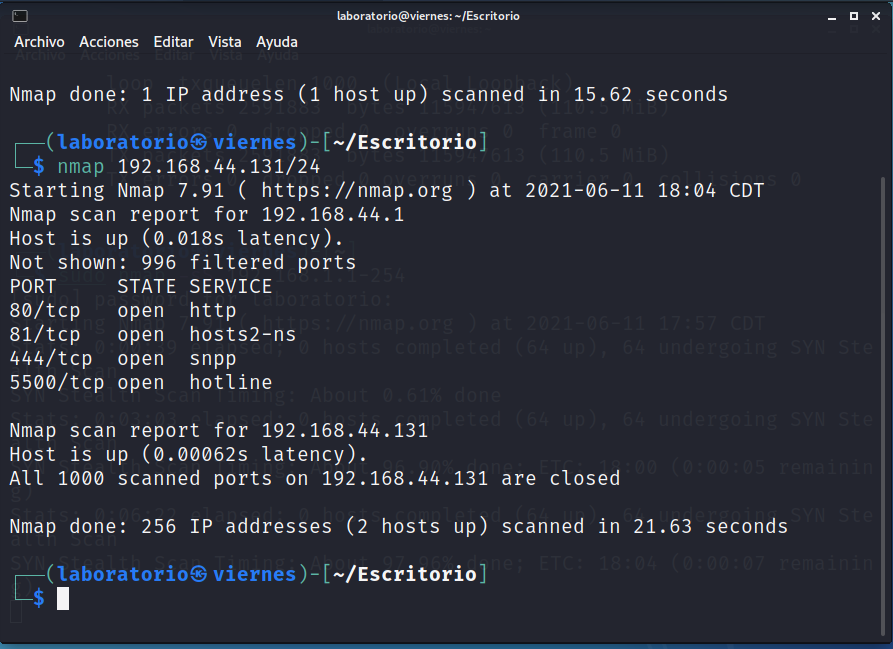 laboratorio@viernes: ~/Escritorio
Archivo Acciones Editar Vista Ayuda
Nmap done: 1 IP address (1 host up) scanned in 15.62 seconds
┌──(laboratorio㉿viernes)-[~/Escritorio]
└─$ nmap 192.168.44.131/24
Starting Nmap 7.91 ( https://nmap.org ) at 2021-06-11 18:04 CDT
Nmap scan report for 192.168.44.1
Host is up (0.018s latency).
Not shown: 996 filtered ports
PORT     STATE SERVICE
80/tcp   open  http
81/tcp   open  hosts2-ns
444/tcp  open  snpp
5500/tcp open  hotline
Nmap scan report for 192.168.44.131
Host is up (0.00062s latency).
All 1000 scanned ports on 192.168.44.131 are closed
Nmap done: 256 IP addresses (2 hosts up) scanned in 21.63 seconds
┌──(laboratorio㉿viernes)-[~/Escritorio]
└─$